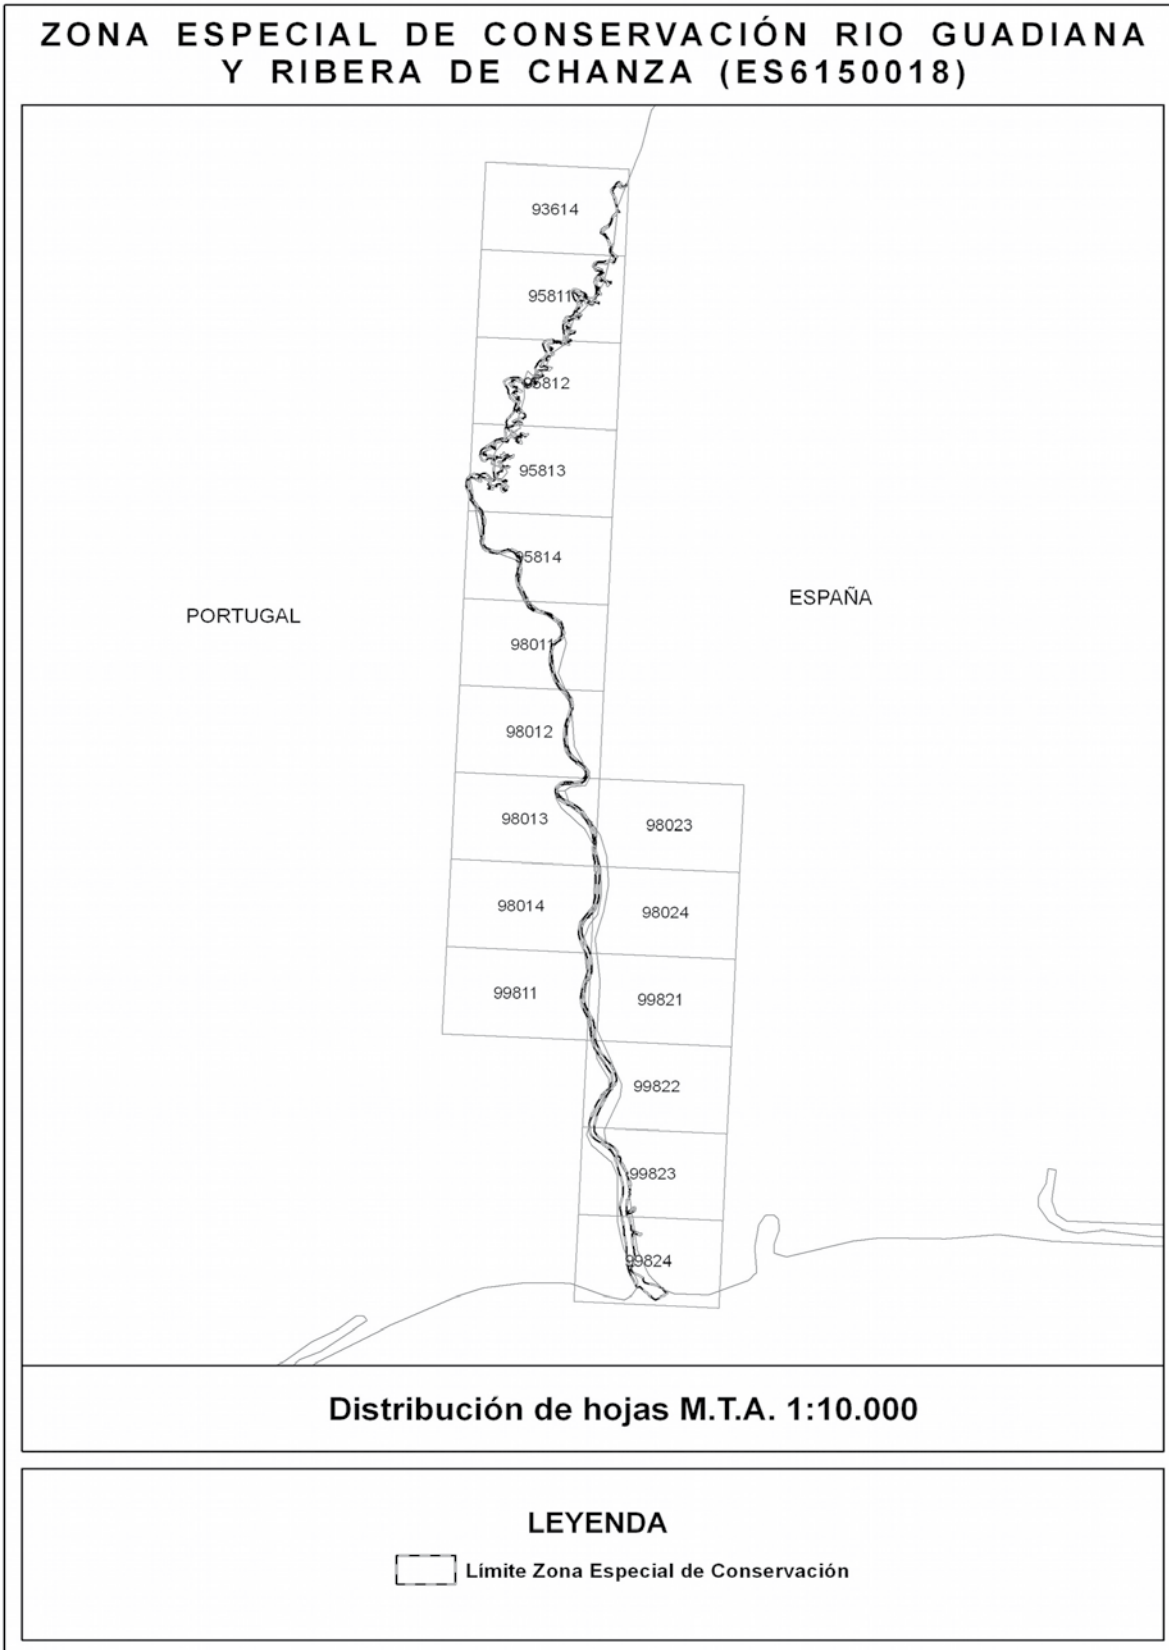 ZONA ESPECIAL DE CONSERVACIÓN RIO GUADIANA
Y RIBERA DE CHANZA (ES6150018)
93614
95811
95812
95813
95814
PORTUGAL
ESPAÑA
98011
98012
98013
98023
98014
98024
99811
99821
99822
99823
99824
Distribución de hojas M.T.A. 1:10.000
LEYENDA
Límite Zona Especial de Conservación